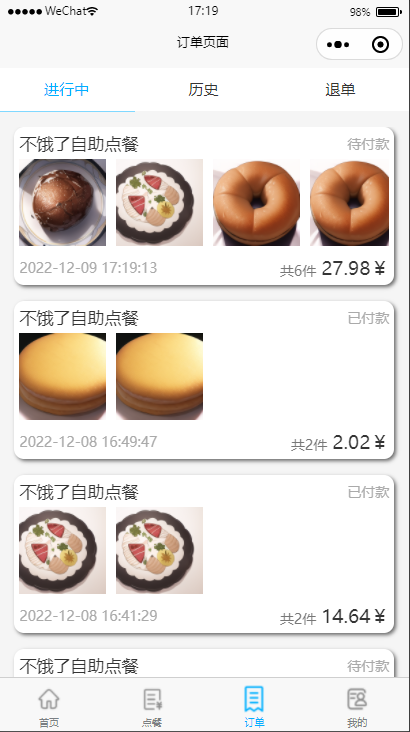 WeChat 17:19 98%
订单页面
进行中 历史 退单
不饿了自助点餐 待付款
2022-12-09 17:19:13 共6件 27.98￥
不饿了自助点餐 已付款
2022-12-08 16:49:47 共2件 2.02￥
不饿了自助点餐 已付款
2022-12-08 16:41:29 共2件 14.64￥
不饿了自助点餐 待付款
首页 点餐 订单 我的